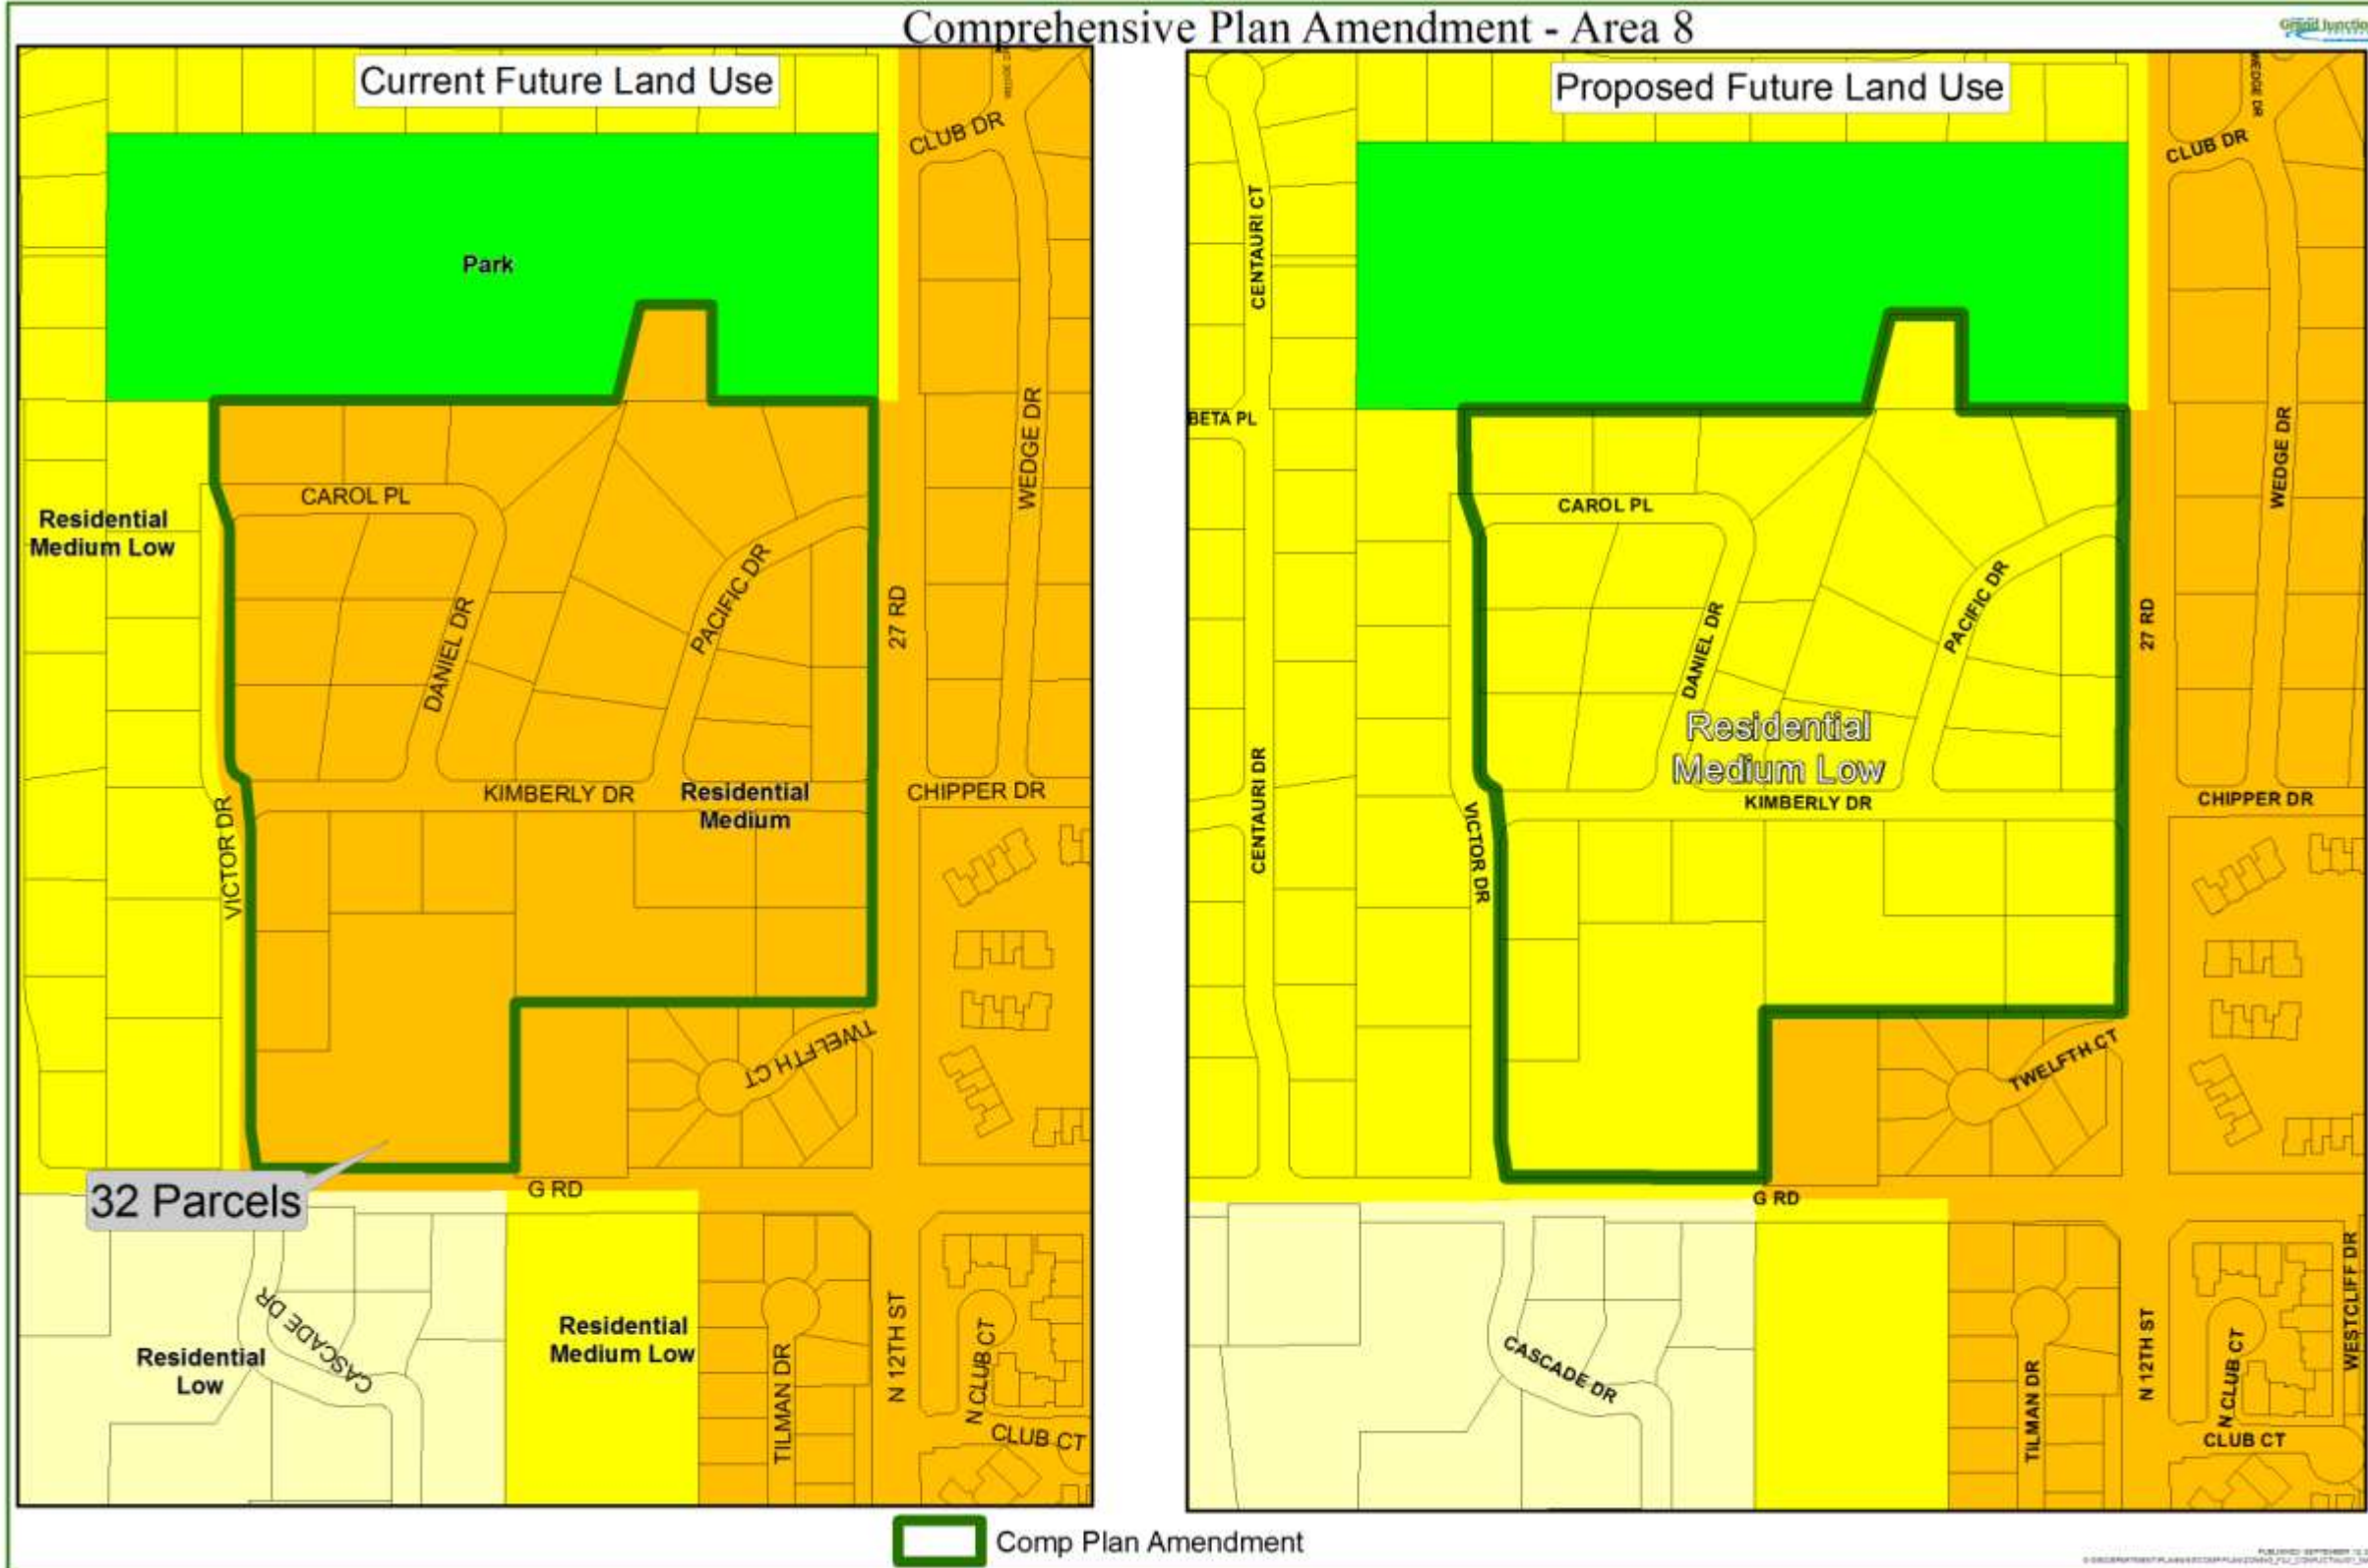 Comprehensive Plan Amendment - Area 8
Grand Junction
Current Future Land Use
CLUB DR
Park
WEDGE DR
CAROL PL
Residential
Medium Low
PACIFIC DR
27 RD
DANIEL DR
KIMBERLY DR
Residential
Medium
CHIPPER DR
VICTOR DR
TWELFTH CT
32 Parcels
G RD
CASCADE DR
Residential
Low
Residential
Medium Low
TILMAN DR
N 12TH ST
N CLUB CT
CLUB CT
Proposed Future Land Use
WEDGE DR
CLUB DR
CENTAURI CT
BETA PL
WEDGE DR
CAROL PL
PACIFIC DR
27 RD
DANIEL DR
Residential
Medium Low
KIMBERLY DR
CHIPPER DR
CENTAURI DR
VICTOR DR
TWELFTH CT
G RD
CASCADE DR
TILMAN DR
N 12TH ST
N CLUB CT
WESTCLIFF DR
CLUB CT
Comp Plan Amendment